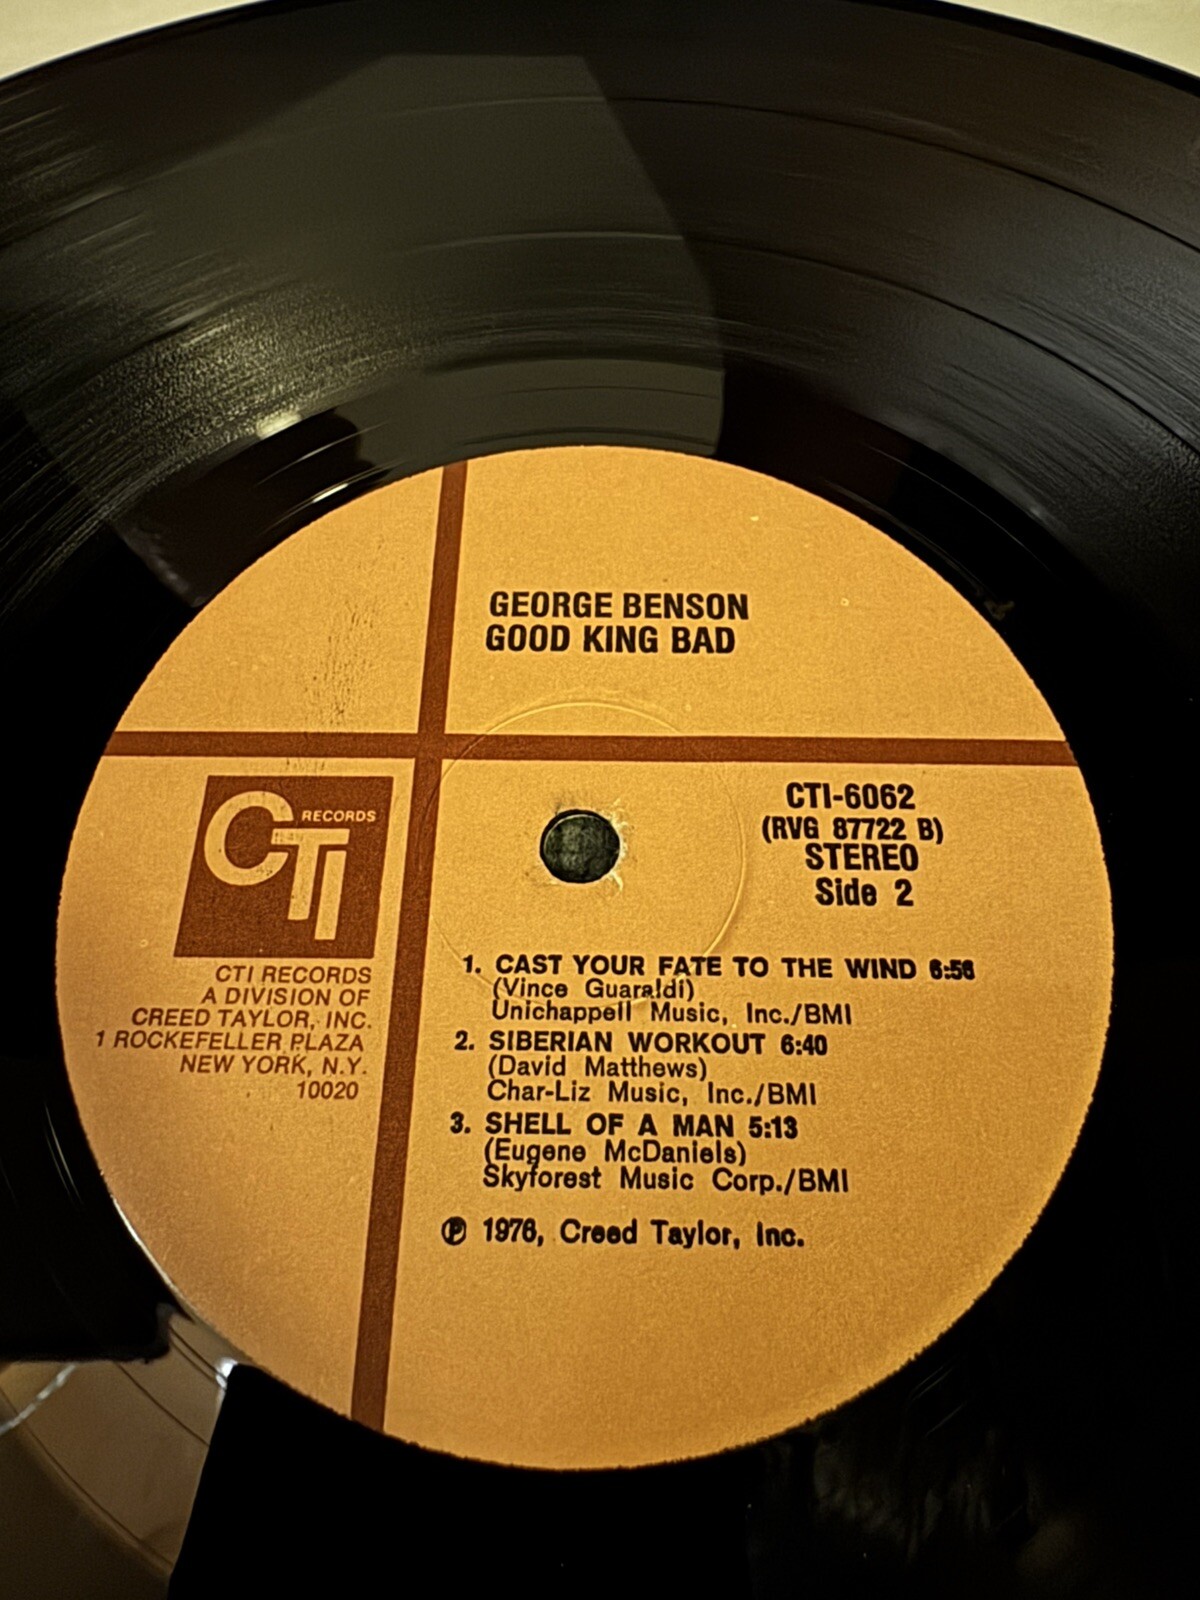 GEORGE BENSON
GOOD KING BAD
CTI RECORDS
CTI RECORDS
A DIVISION OF
CREED TAYLOR, INC.
1 ROCKEFELLER PLAZA
NEW YORK, N.Y.
10020
CTI-6062
(RVG 87722 B)
STEREO
Side 2
1. CAST YOUR FATE TO THE WIND 6:56
(Vince Guaraldi)
Unichappell Music, Inc./BMI
2. SIBERIAN WORKOUT 6:40
(David Matthews)
Char-Liz Music, Inc./BMI
3. SHELL OF A MAN 5:13
(Eugene McDaniels)
Skyforest Music Corp./BMI
℗ 1976, Creed Taylor, Inc.